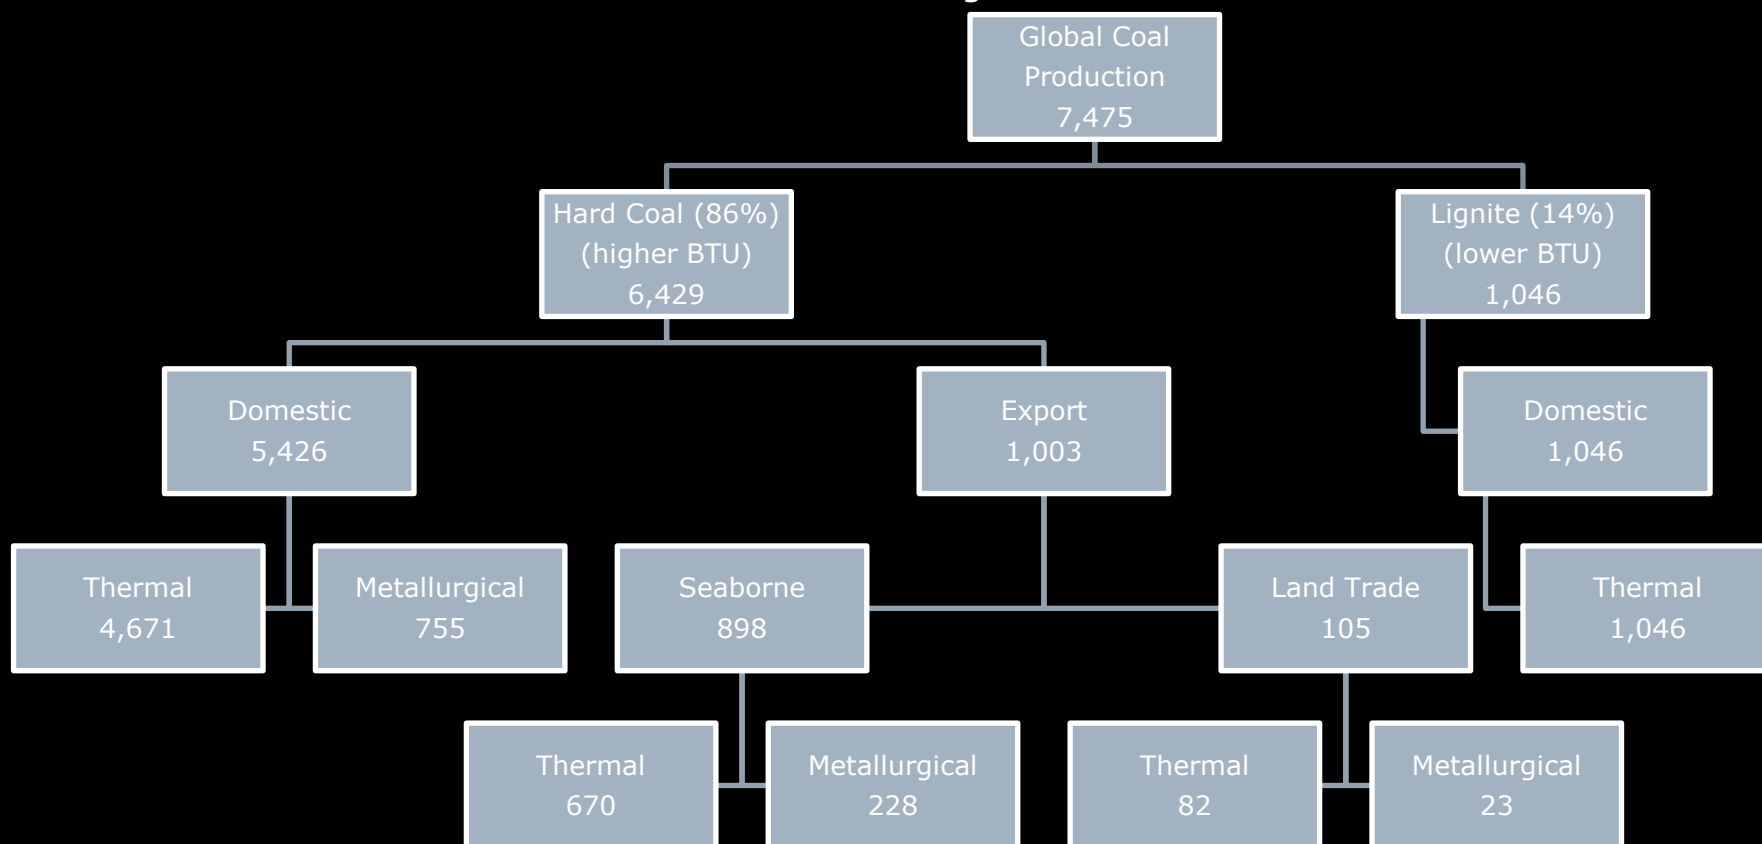 Global Coal
Production
7,475
Hard Coal (86%)
(higher BTU)
6,429
Lignite (14%)
(lower BTU)
1,046
Domestic
5,426
Export
1,003
Domestic
1,046
Thermal
4,671
Metallurgical
755
Seaborne
898
Land Trade
105
Thermal
1,046
Thermal
670
Metallurgical
228
Thermal
82
Metallurgical
23